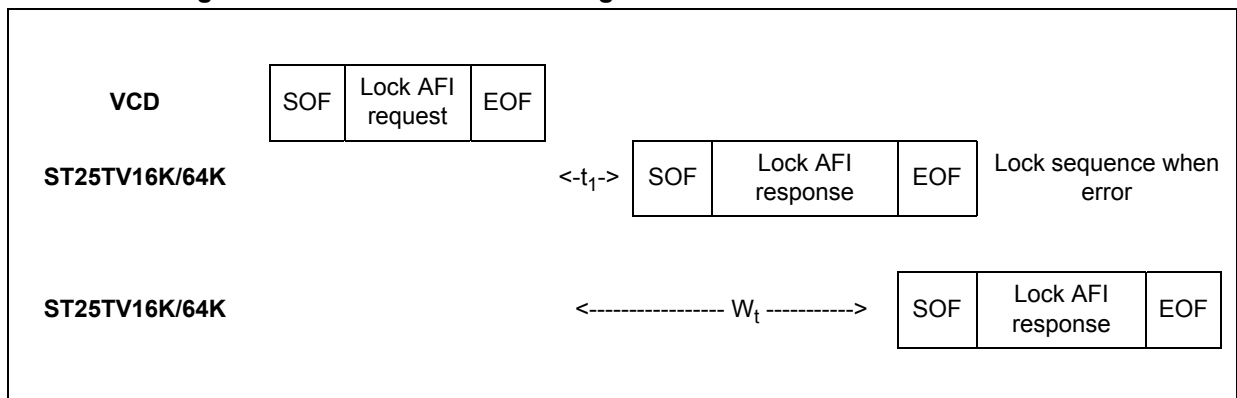 VCD SOF Lock AFI request EOF
ST25TV16K/64K <-t1-> SOF Lock AFI response EOF Lock sequence when error
ST25TV16K/64K <----------------- Wt -----------> SOF Lock AFI response EOF